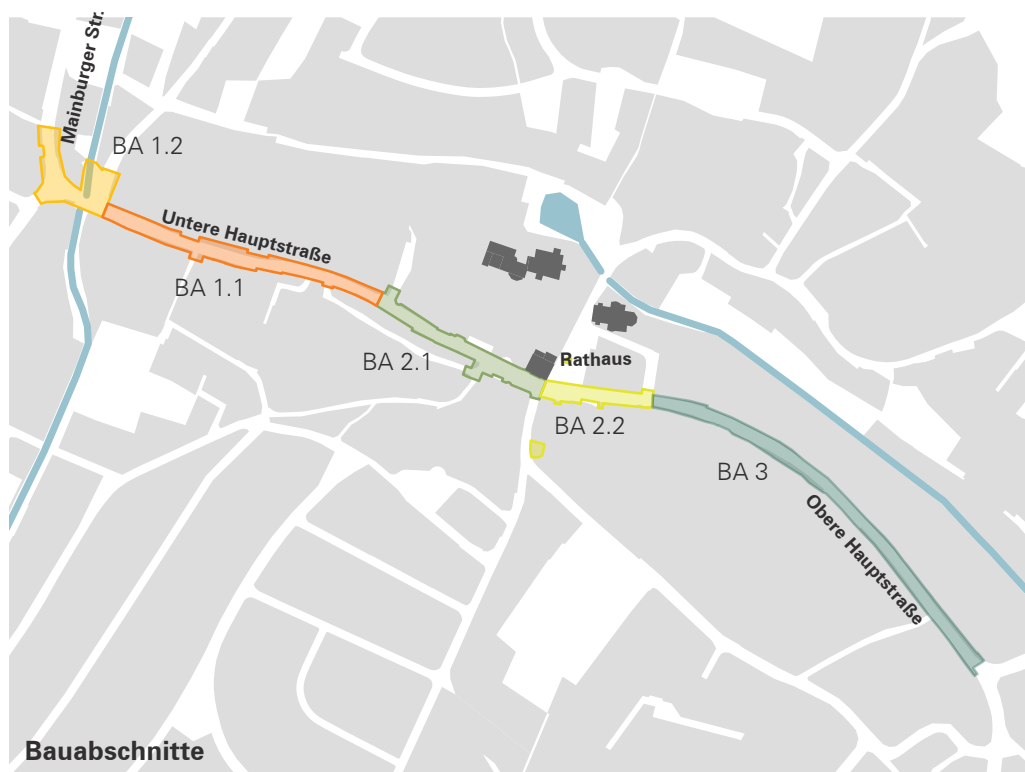 Mainburger Str.
BA 1.2
Untere Hauptstraße
BA 1.1
BA 2.1
Rathaus
BA 2.2
BA 3
Obere Hauptstraße
Bauabschnitte